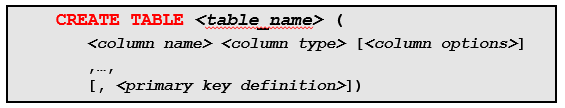 CREATE TABLE <table_name> (
<column name> <column type> [<column options>]
,…,
[, <primary key definition>])